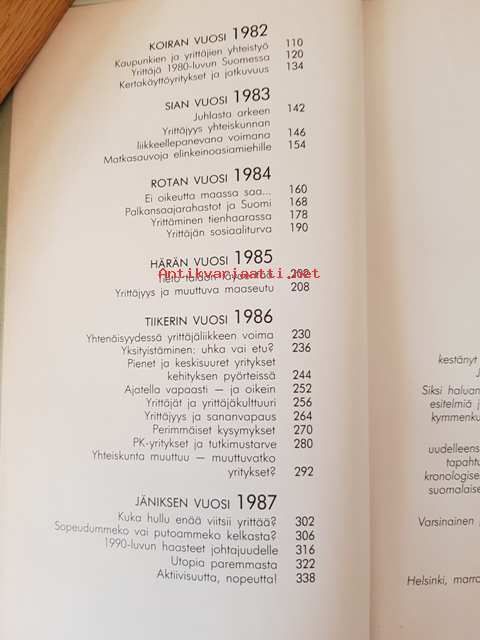 KOIRAN VUOSI 1982
Kaupunkien ja yrittäjien yhteistyö 110
Yrittäjä 1980-luvun Suomessa 120
Kertakäyttöyritykset ja jatkuvuus 134
SIAN VUOSI 1983
Juhlasta arkeen 142
Yrittäjyys yhteiskunnan
liikkeellepanevana voimana 146
Matkasauvoja elinkeinoasiamiehille 154
ROTAN VUOSI 1984
Ei oikeutta maassa saa... 160
Palkansaajarahastot ja Suomi 168
Yrittäminen tienhaarassa 178
Yrittäjän sosiaaliturva 190
HÄRÄN VUOSI 1985
Antikvariaatti.net
Yrittäjyys ja muuttuva maaseutu 208
TIIKERIN VUOSI 1986
Yhtenäisyydessä yrittäjäliikkeen voima 230
Yksityistäminen: uhka vai etu? 236
Pienet ja keskisuuret yritykset
kehityksen pyörteissä 244
Ajatella vapaasti — ja oikein 252
Yrittäjät ja yrittäjäkulttuuri 256
Yrittäjyys ja sananvapaus 264
Perimmäiset kysymykset 270
PK-yritykset ja tutkimustarve 280
Yhteiskunta muuttuu — muuttuvatko
yritykset? 292
JÄNIKSEN VUOSI 1987
Kuka hullu enää viitsii yrittää? 302
Sopeudummeko vai putoammeko kelkasta? 306
1990-luvun haasteet johtajuudelle 316
Utopia paremmasta 322
Aktiivisuutta, nopeutta! 338
kestänyt
Siksi haluan
esitelmiä j
kymmenku
uudelleens
tapahtu
kronologise
suomalaise
Varsinainen
Helsinki, marra